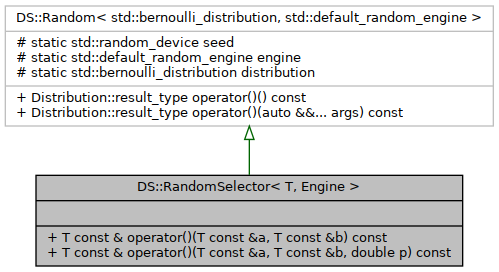 DS::Random< std::bernoulli_distribution, std::default_random_engine >
# static std::random_device seed
# static std::default_random_engine engine
# static std::bernoulli_distribution distribution
+ Distribution::result_type operator()() const
+ Distribution::result_type operator()(auto &&... args) const
DS::RandomSelector< T, Engine >
+ T const & operator()(T const &a, T const &b) const
+ T const & operator()(T const &a, T const &b, double p) const